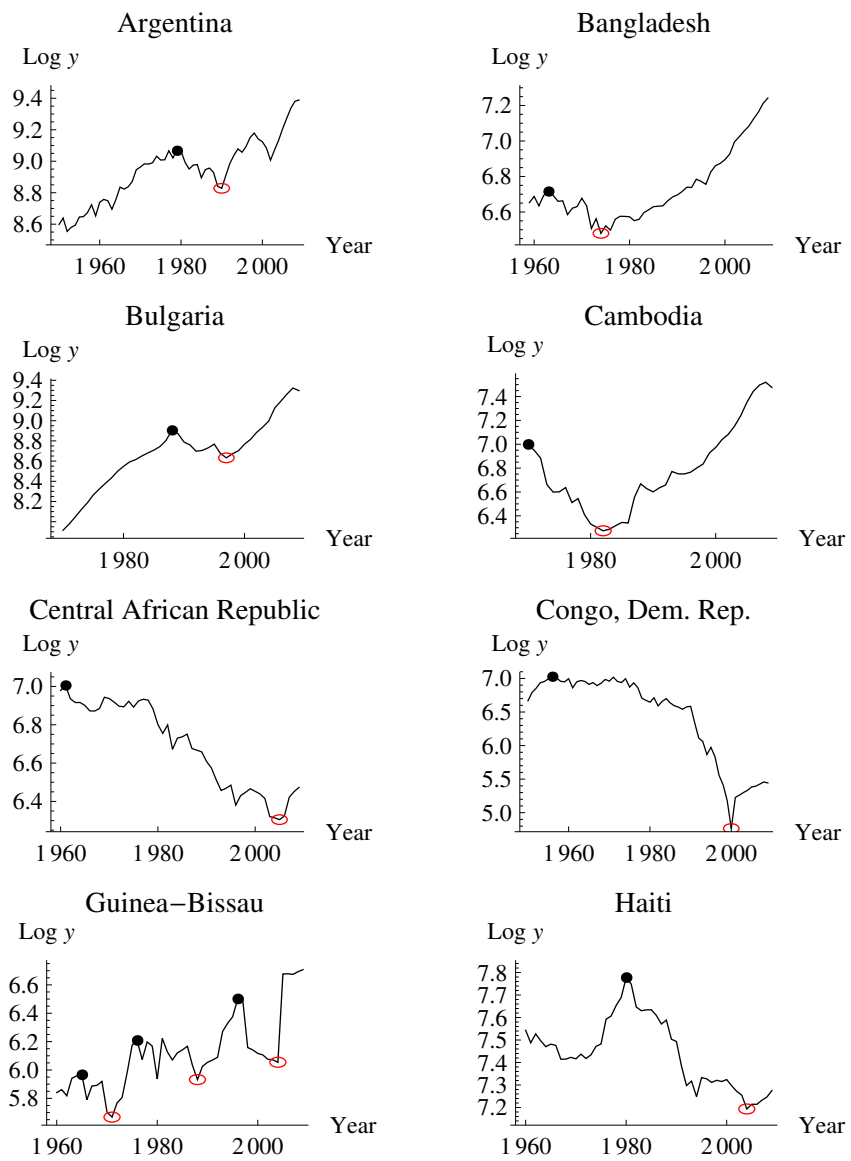 Argentina
Log y
9.4
9.2
9.0
8.8
8.6
1960 1980 2000
Year
Bangladesh
Log y
7.2
7.0
6.8
6.6
1960 1980 2000
Year
Bulgaria
Log y
9.4
9.2
9.0
8.8
8.6
8.4
8.2
1980 2000
Year
Cambodia
Log y
7.4
7.2
7.0
6.8
6.6
6.4
1980 2000
Year
Central African Republic
Log y
7.0
6.8
6.6
6.4
1960 1980 2000
Year
Congo, Dem. Rep.
Log y
7.0
6.5
6.0
5.5
5.0
1960 1980 2000
Year
Guinea−Bissau
Log y
6.6
6.4
6.2
6.0
5.8
1960 1980 2000
Year
Haiti
Log y
7.8
7.7
7.6
7.5
7.4
7.3
7.2
1960 1980 2000
Year